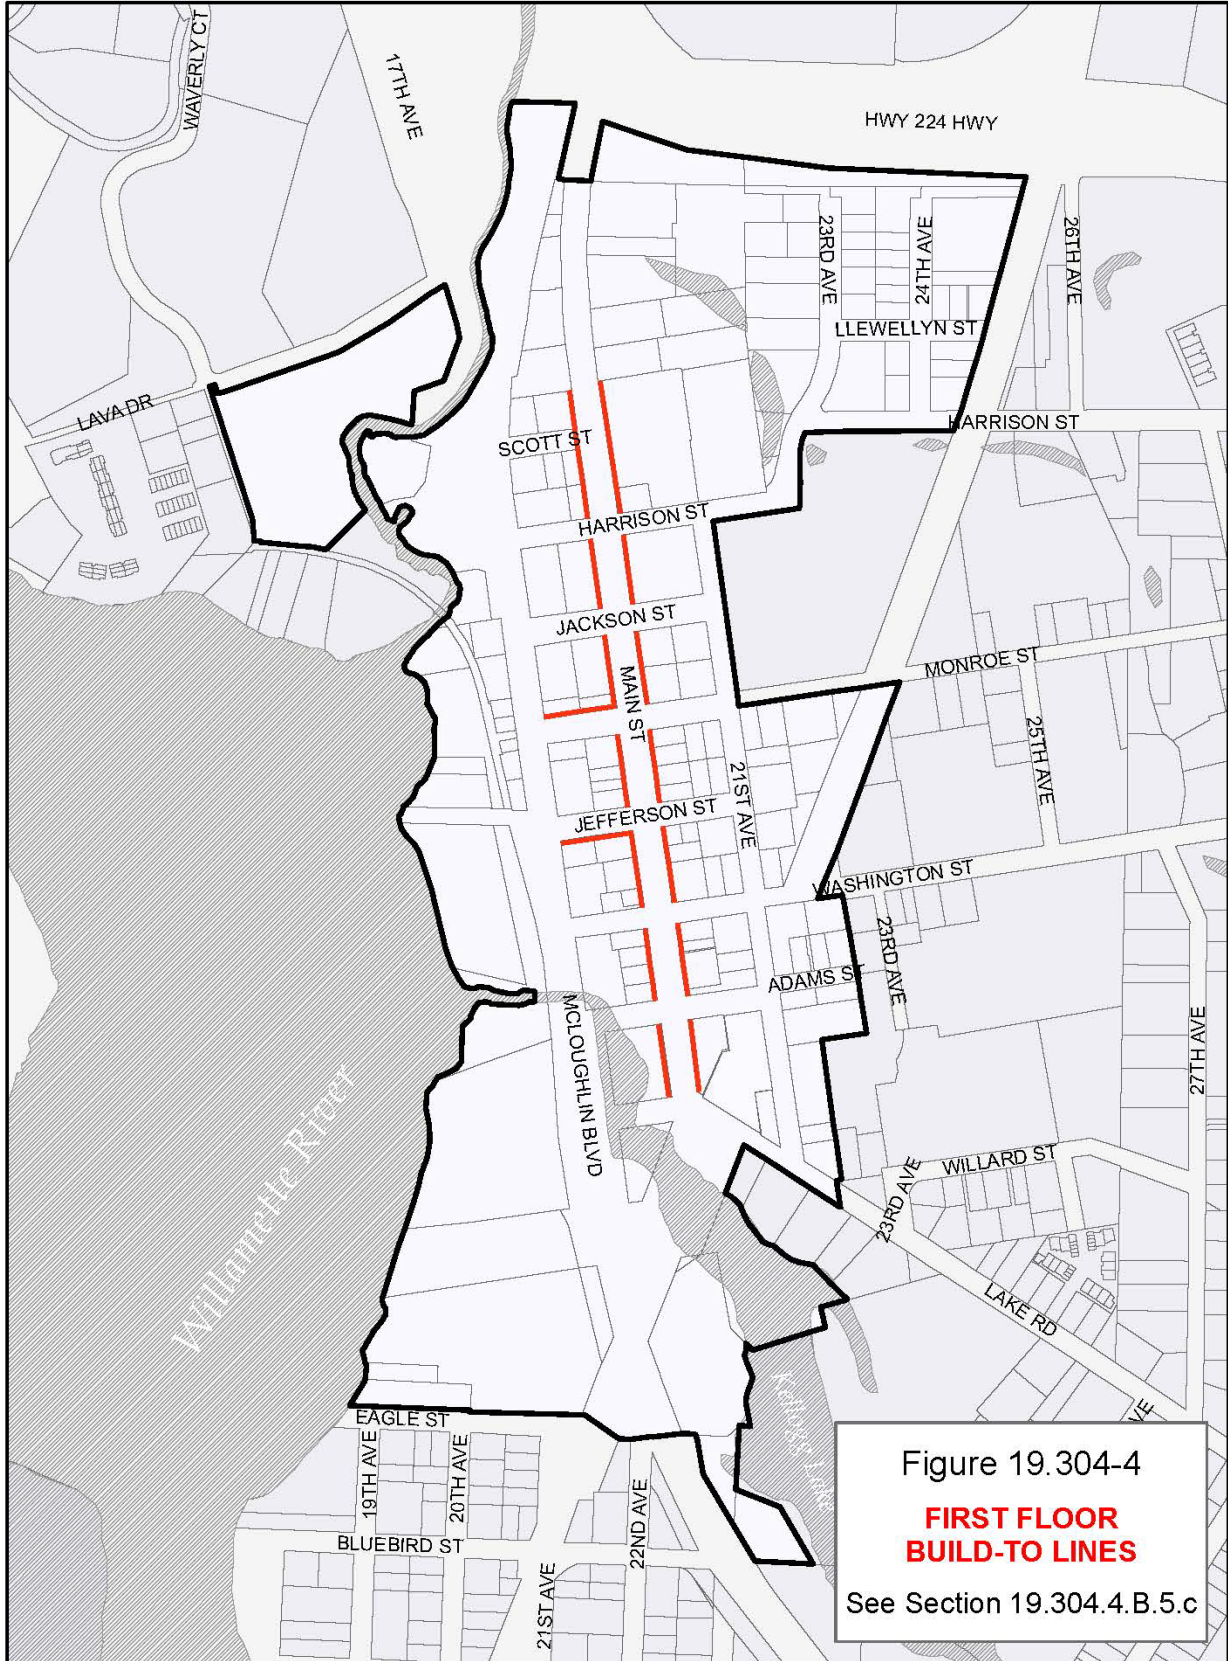 WAVERLY CT
17TH AVE
HWY 224 HWY
23RD AVE
24TH AVE
26TH AVE
LLEWELLYN ST
LAVA DR
SCOTT ST
HARRISON ST
HARRISON ST
JACKSON ST
MAIN ST
MONROE ST
25TH AVE
21ST AVE
JEFFERSON ST
WASHINGTON ST
23RD AVE
ADAMS ST
MCLOUGHLIN BLVD
27TH AVE
Willamette River
WILLARD ST
23RD AVE
LAKE RD
Kellogg Lake
VE
EAGLE ST
19TH AVE
20TH AVE
22ND AVE
BLUEBIRD ST
21ST AVE
Figure 19.304-4
FIRST FLOOR
BUILD-TO LINES
See Section 19.304.4.B.5.c